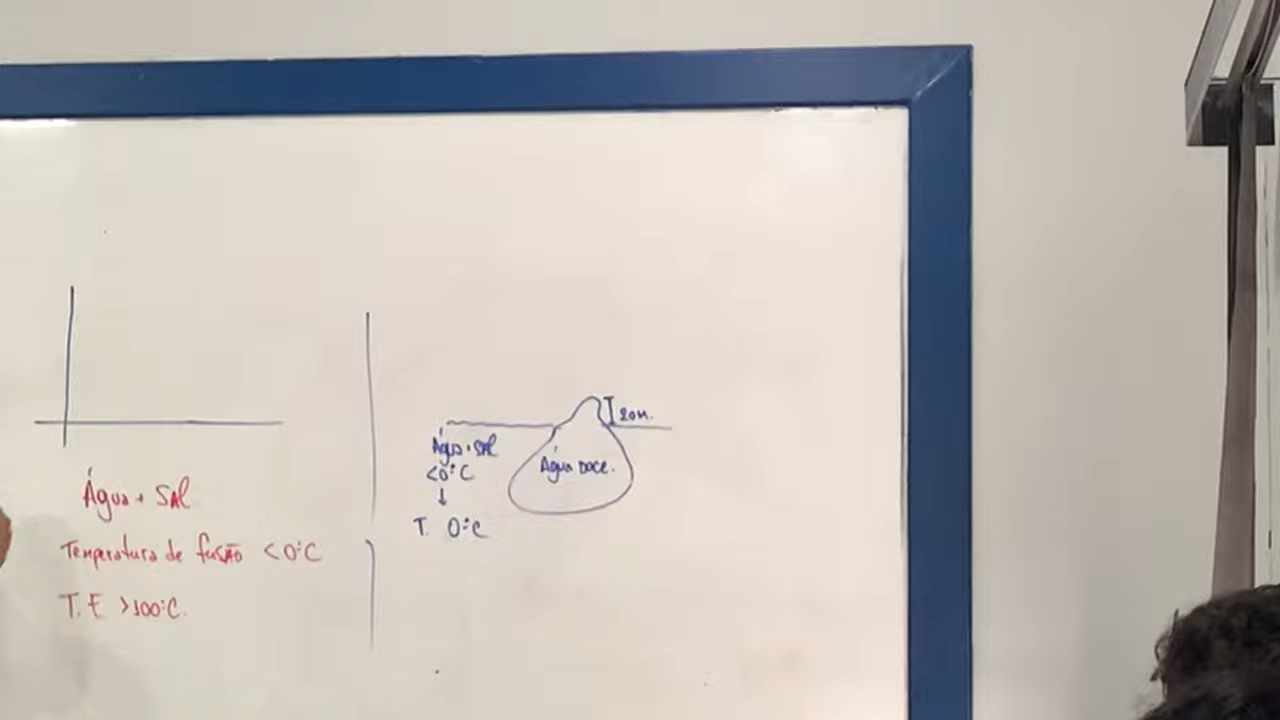 Água + Sal
Temperatura de fusão <0°C
T. E >100°C.
20m.
Água + Sal
<0°C
↓
T. 0°C
Água Doce.